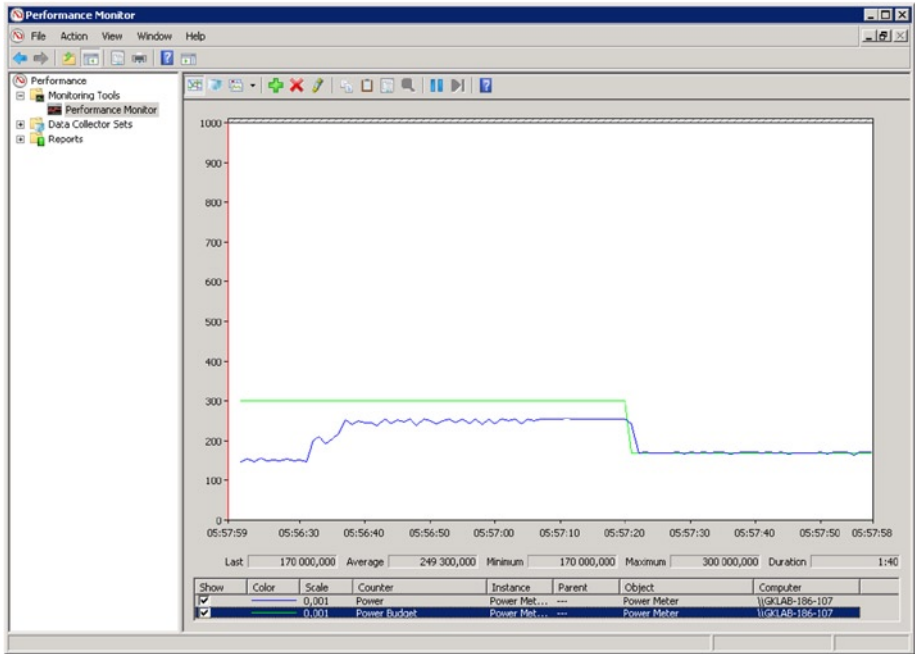 Performance Monitor
File Action View Window Help
Performance
Monitoring Tools
Performance Monitor
Data Collector Sets
Reports
1000
900
800
700
600
500
400
300
200
100
0
05:57:59 05:56:30 05:56:40 05:56:50 05:57:00 05:57:10 05:57:20 05:57:30 05:57:40 05:57:50 05:57:58
Last 170 000,000 Average 249 300,000 Minimum 170 000,000 Maximum 300 000,000 Duration 1:40
Show Color Scale Counter Instance Parent Object Computer
0,001 Power Power Met... --- Power Meter \\GKLAB-186-107
0,001 Power Budget Power Met... --- Power Meter \\GKLAB-186-107